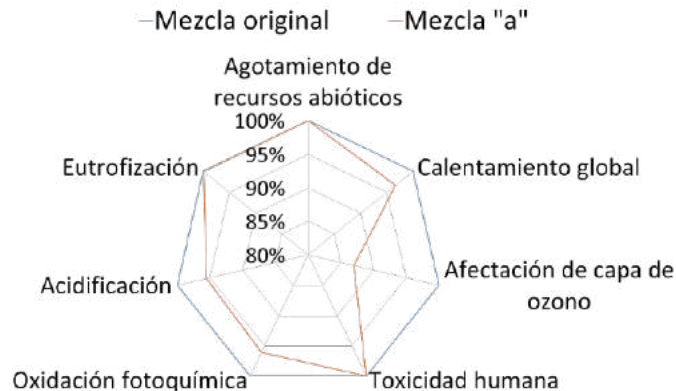 Mezcla original
Mezcla "a"
Agotamiento de
recursos abióticos
100%
95%
90%
85%
80%
Calentamiento global
Afectación de capa de
ozono
Toxicidad humana
Oxidación fotoquímica
Acidificación
Eutrofización